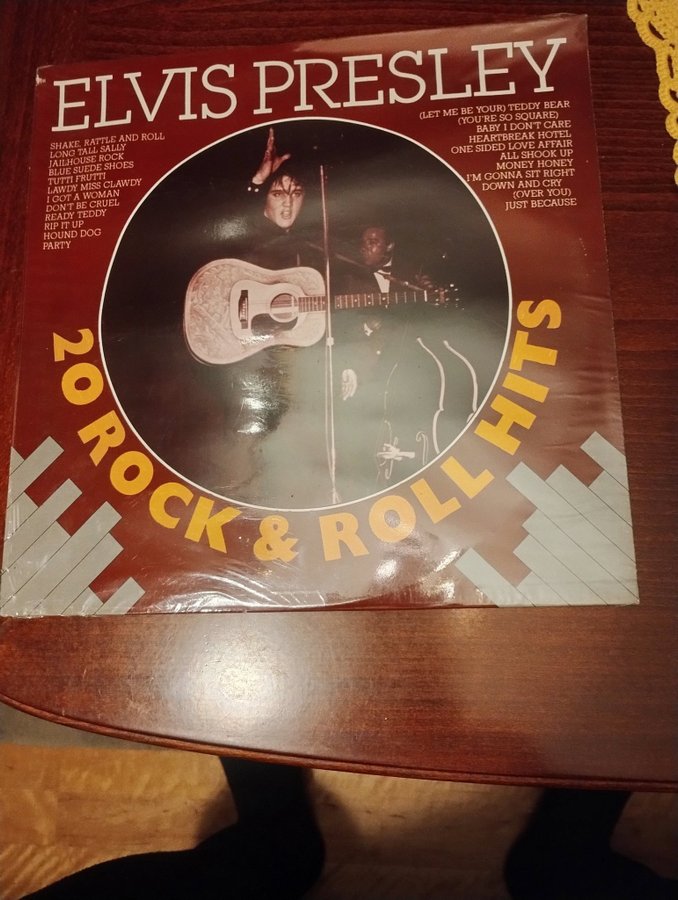 ELVIS PRESLEY
SHAKE, RATTLE AND ROLL
LONG TALL SALLY
JAILHOUSE ROCK
BLUE SUEDE SHOES
TUTTI FRUTTI
LAWDY MISS CLAWDY
I GOT A WOMAN
DON'T BE CRUEL
READY TEDDY
RIP IT UP
HOUND DOG
PARTY
(LET ME BE YOUR) TEDDY BEAR
(YOU'RE SO SQUARE)
BABY I DON'T CARE
HEARTBREAK HOTEL
ONE SIDED LOVE AFFAIR
ALL SHOOK UP
MONEY HONEY
I'M GONNA SIT RIGHT
DOWN AND CRY
(OVER YOU)
JUST BECAUSE
20 ROCK & ROLL HITS